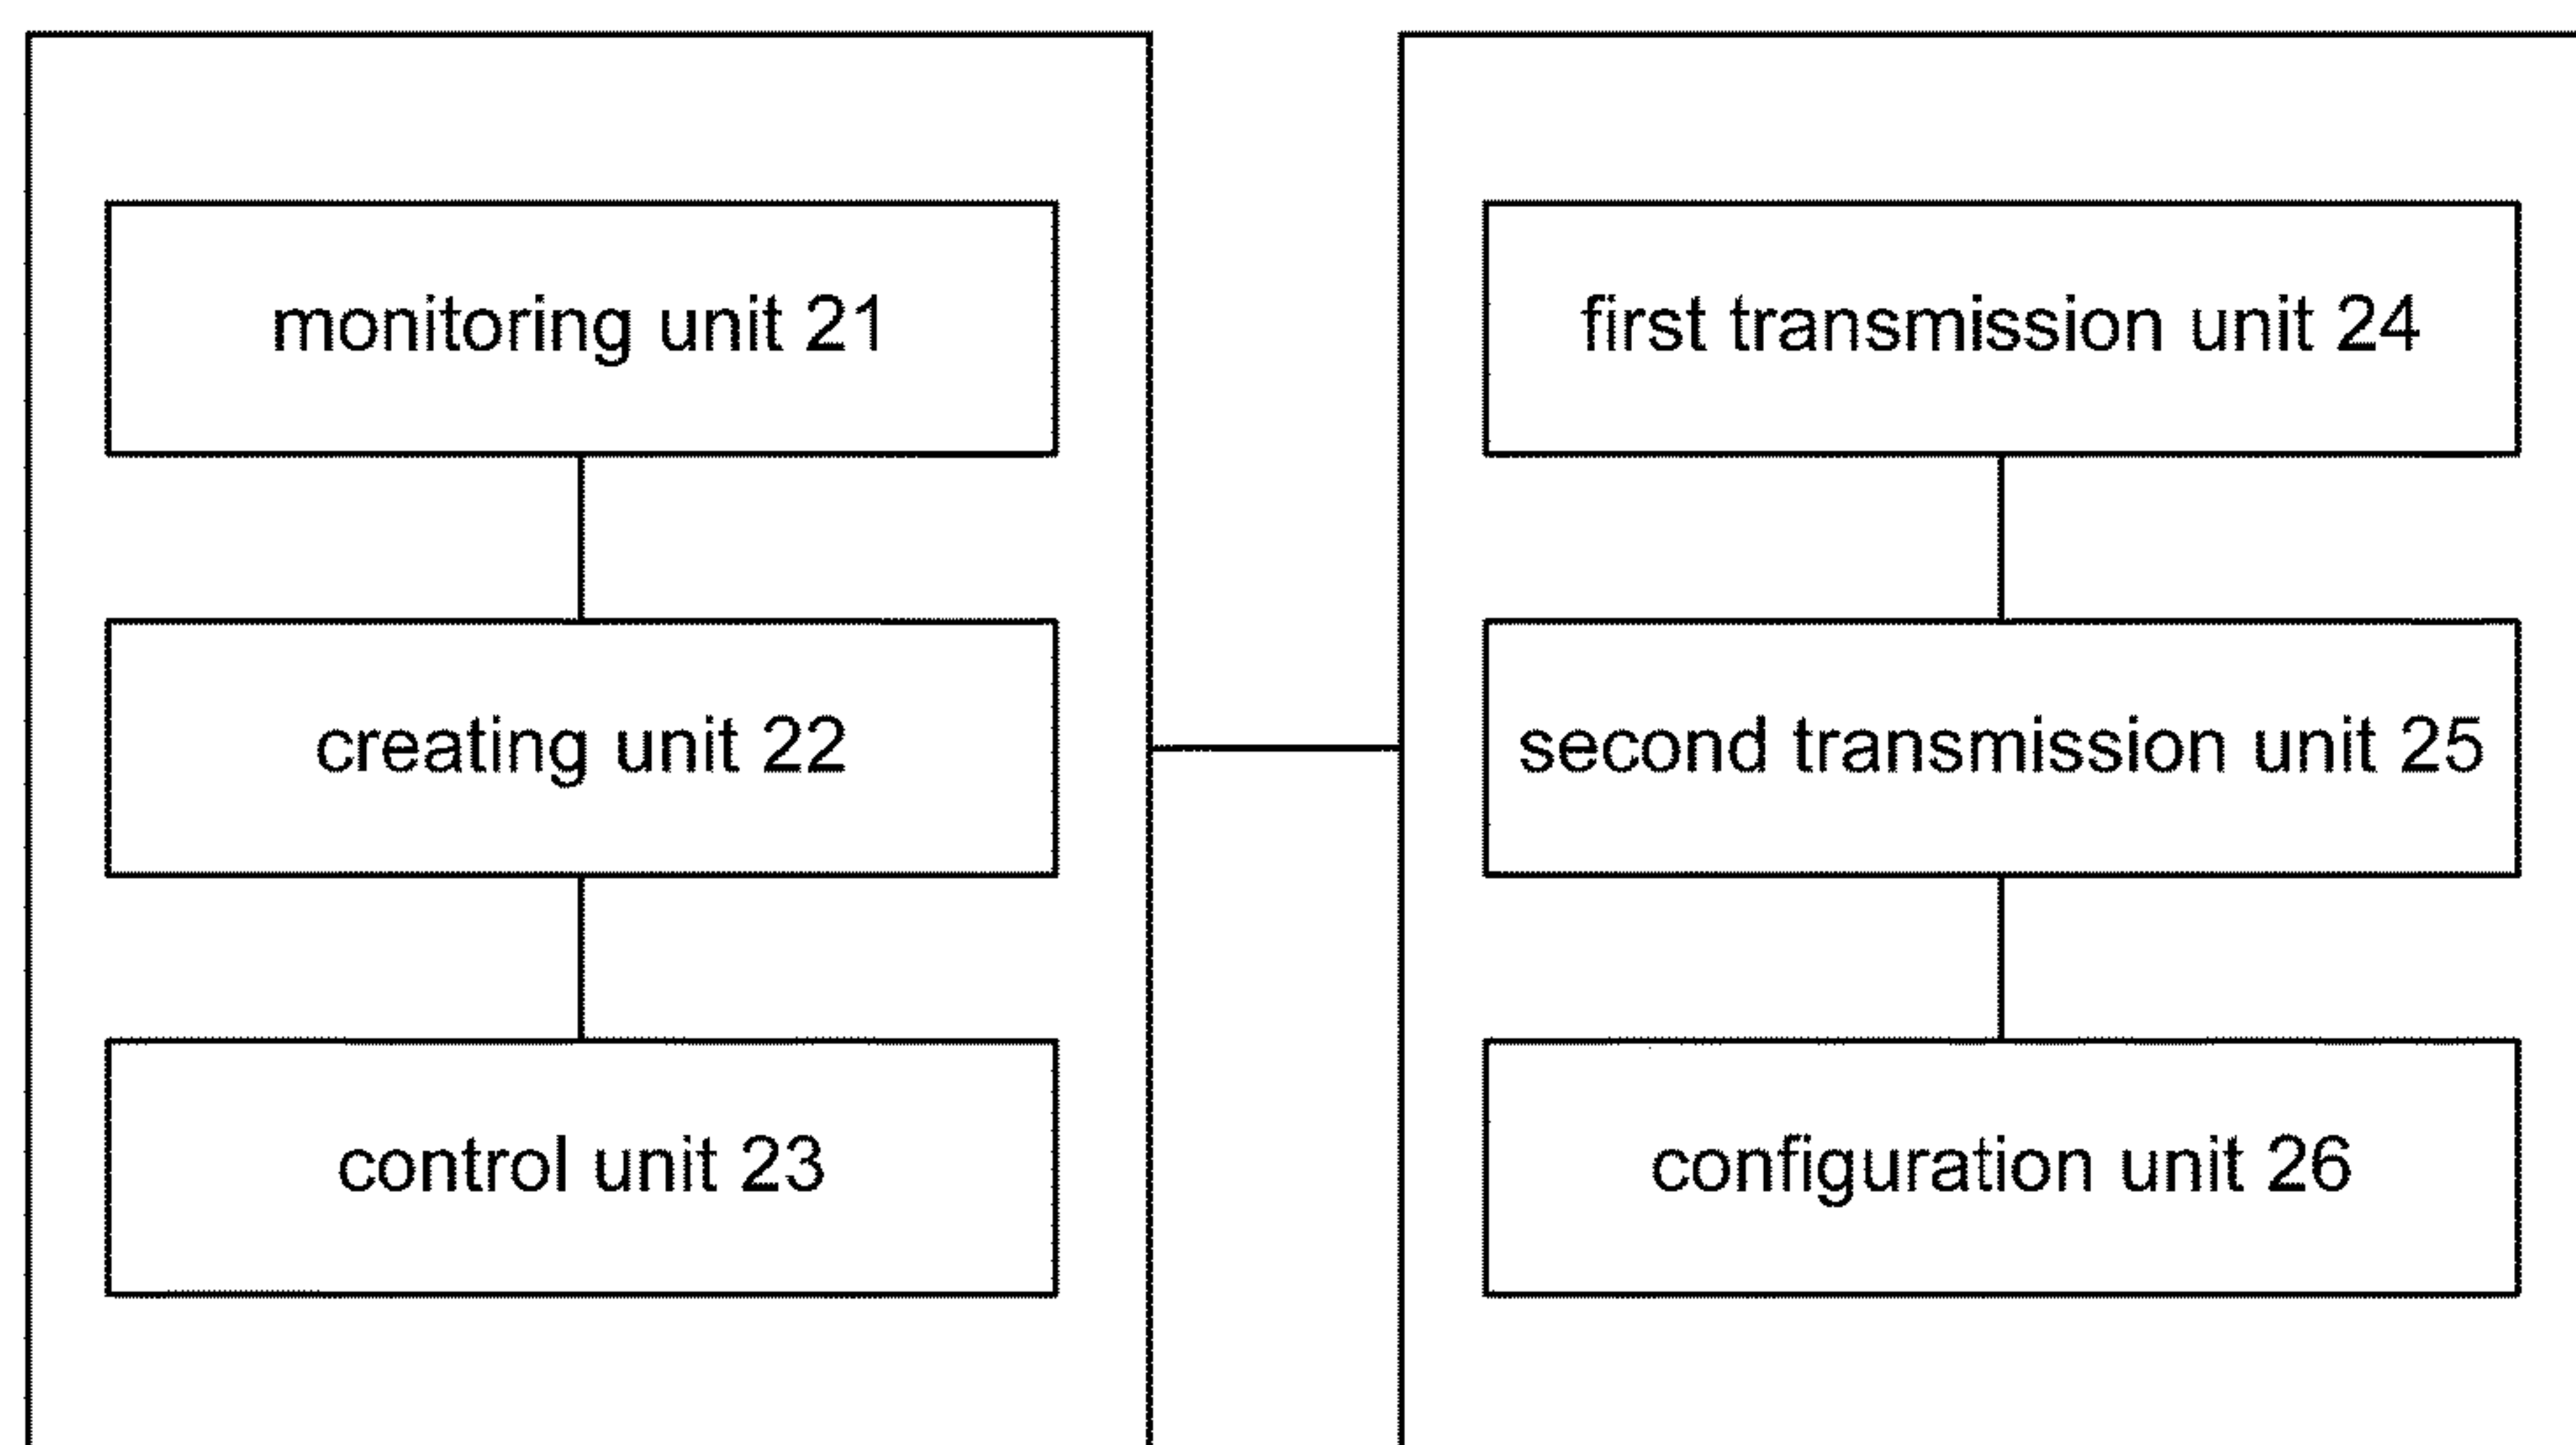 monitoring unit 21
creating unit 22
control unit 23
first transmission unit 24
second transmission unit 25
configuration unit 26